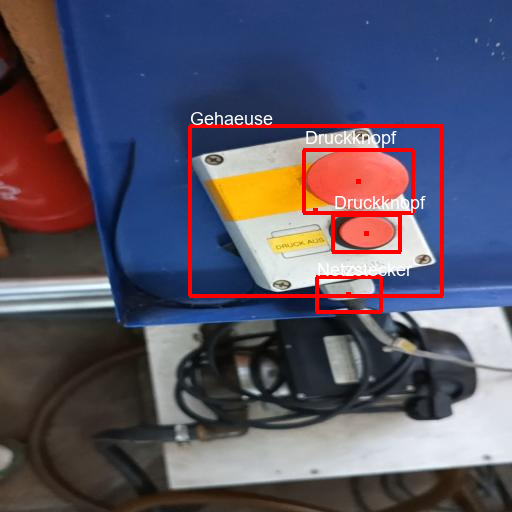 Gehaeuse
Druckknopf
Druckknopf
DRUCK AUS
Netzstecker